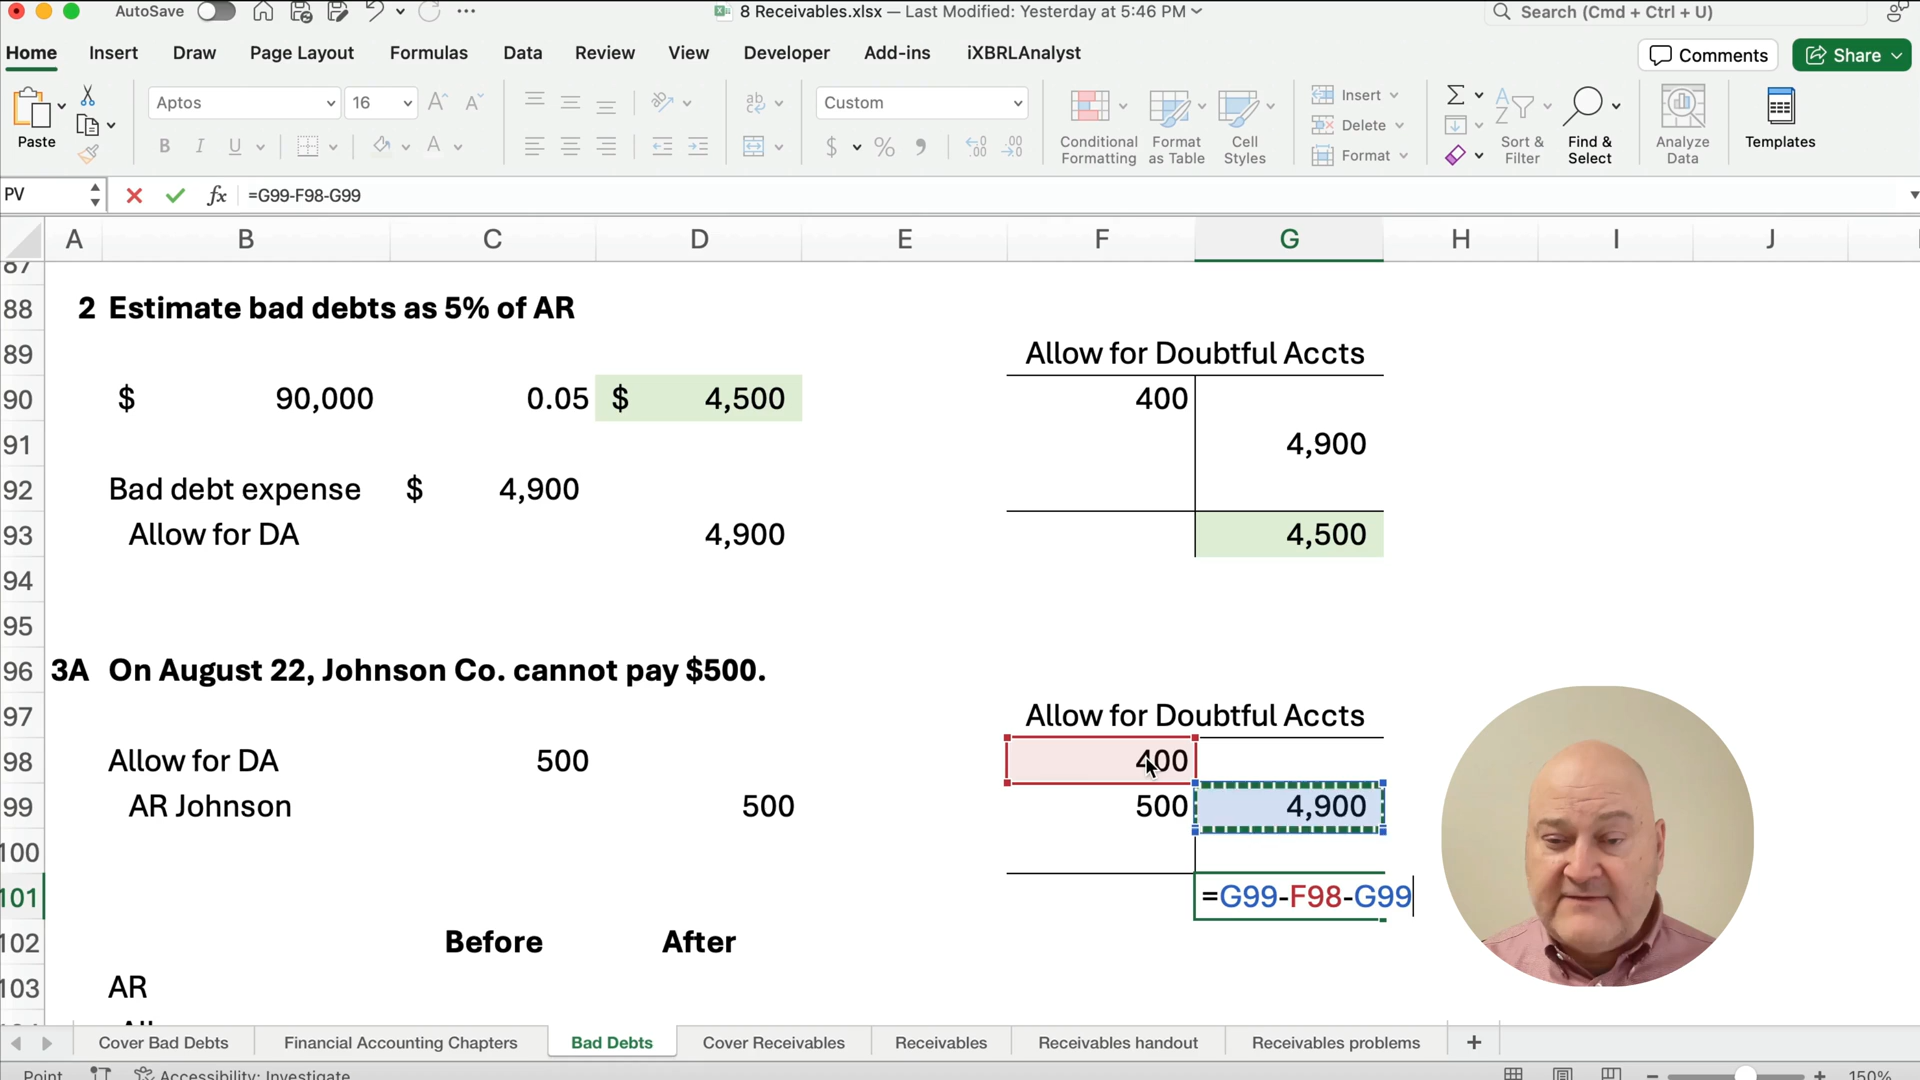 AutoSave
8 Receivables.xlsx — Last Modified: Yesterday at 5:46 PM
Search (Cmd + Ctrl + U)
Home Insert Draw Page Layout Formulas Data Review View Developer Add-ins iXBRLAnalyst
Comments
Share
Paste
Aptos
16
B I U
Custom
$ %
Conditional Formatting
Format as Table
Cell Styles
Insert
Delete
Format
Sort & Filter
Find & Select
Analyze Data
Templates
PV
fx
=G99-F98-G99
A B C D E F G H I J
87
88 2 Estimate bad debts as 5% of AR
89 Allow for Doubtful Accts
90 $ 90,000 0.05 $ 4,500 400
91 4,900
92 Bad debt expense $ 4,900
93 Allow for DA 4,900 4,500
94
95
96 3A On August 22, Johnson Co. cannot pay $500.
97 Allow for Doubtful Accts
98 Allow for DA 500 400
99 AR Johnson 500 500 4,900
100
101 =G99-F98-G99
102 Before After
103 AR
Cover Bad Debts Financial Accounting Chapters Bad Debts Cover Receivables Receivables Receivables handout Receivables problems
Point Accessibility: Investigate 150%